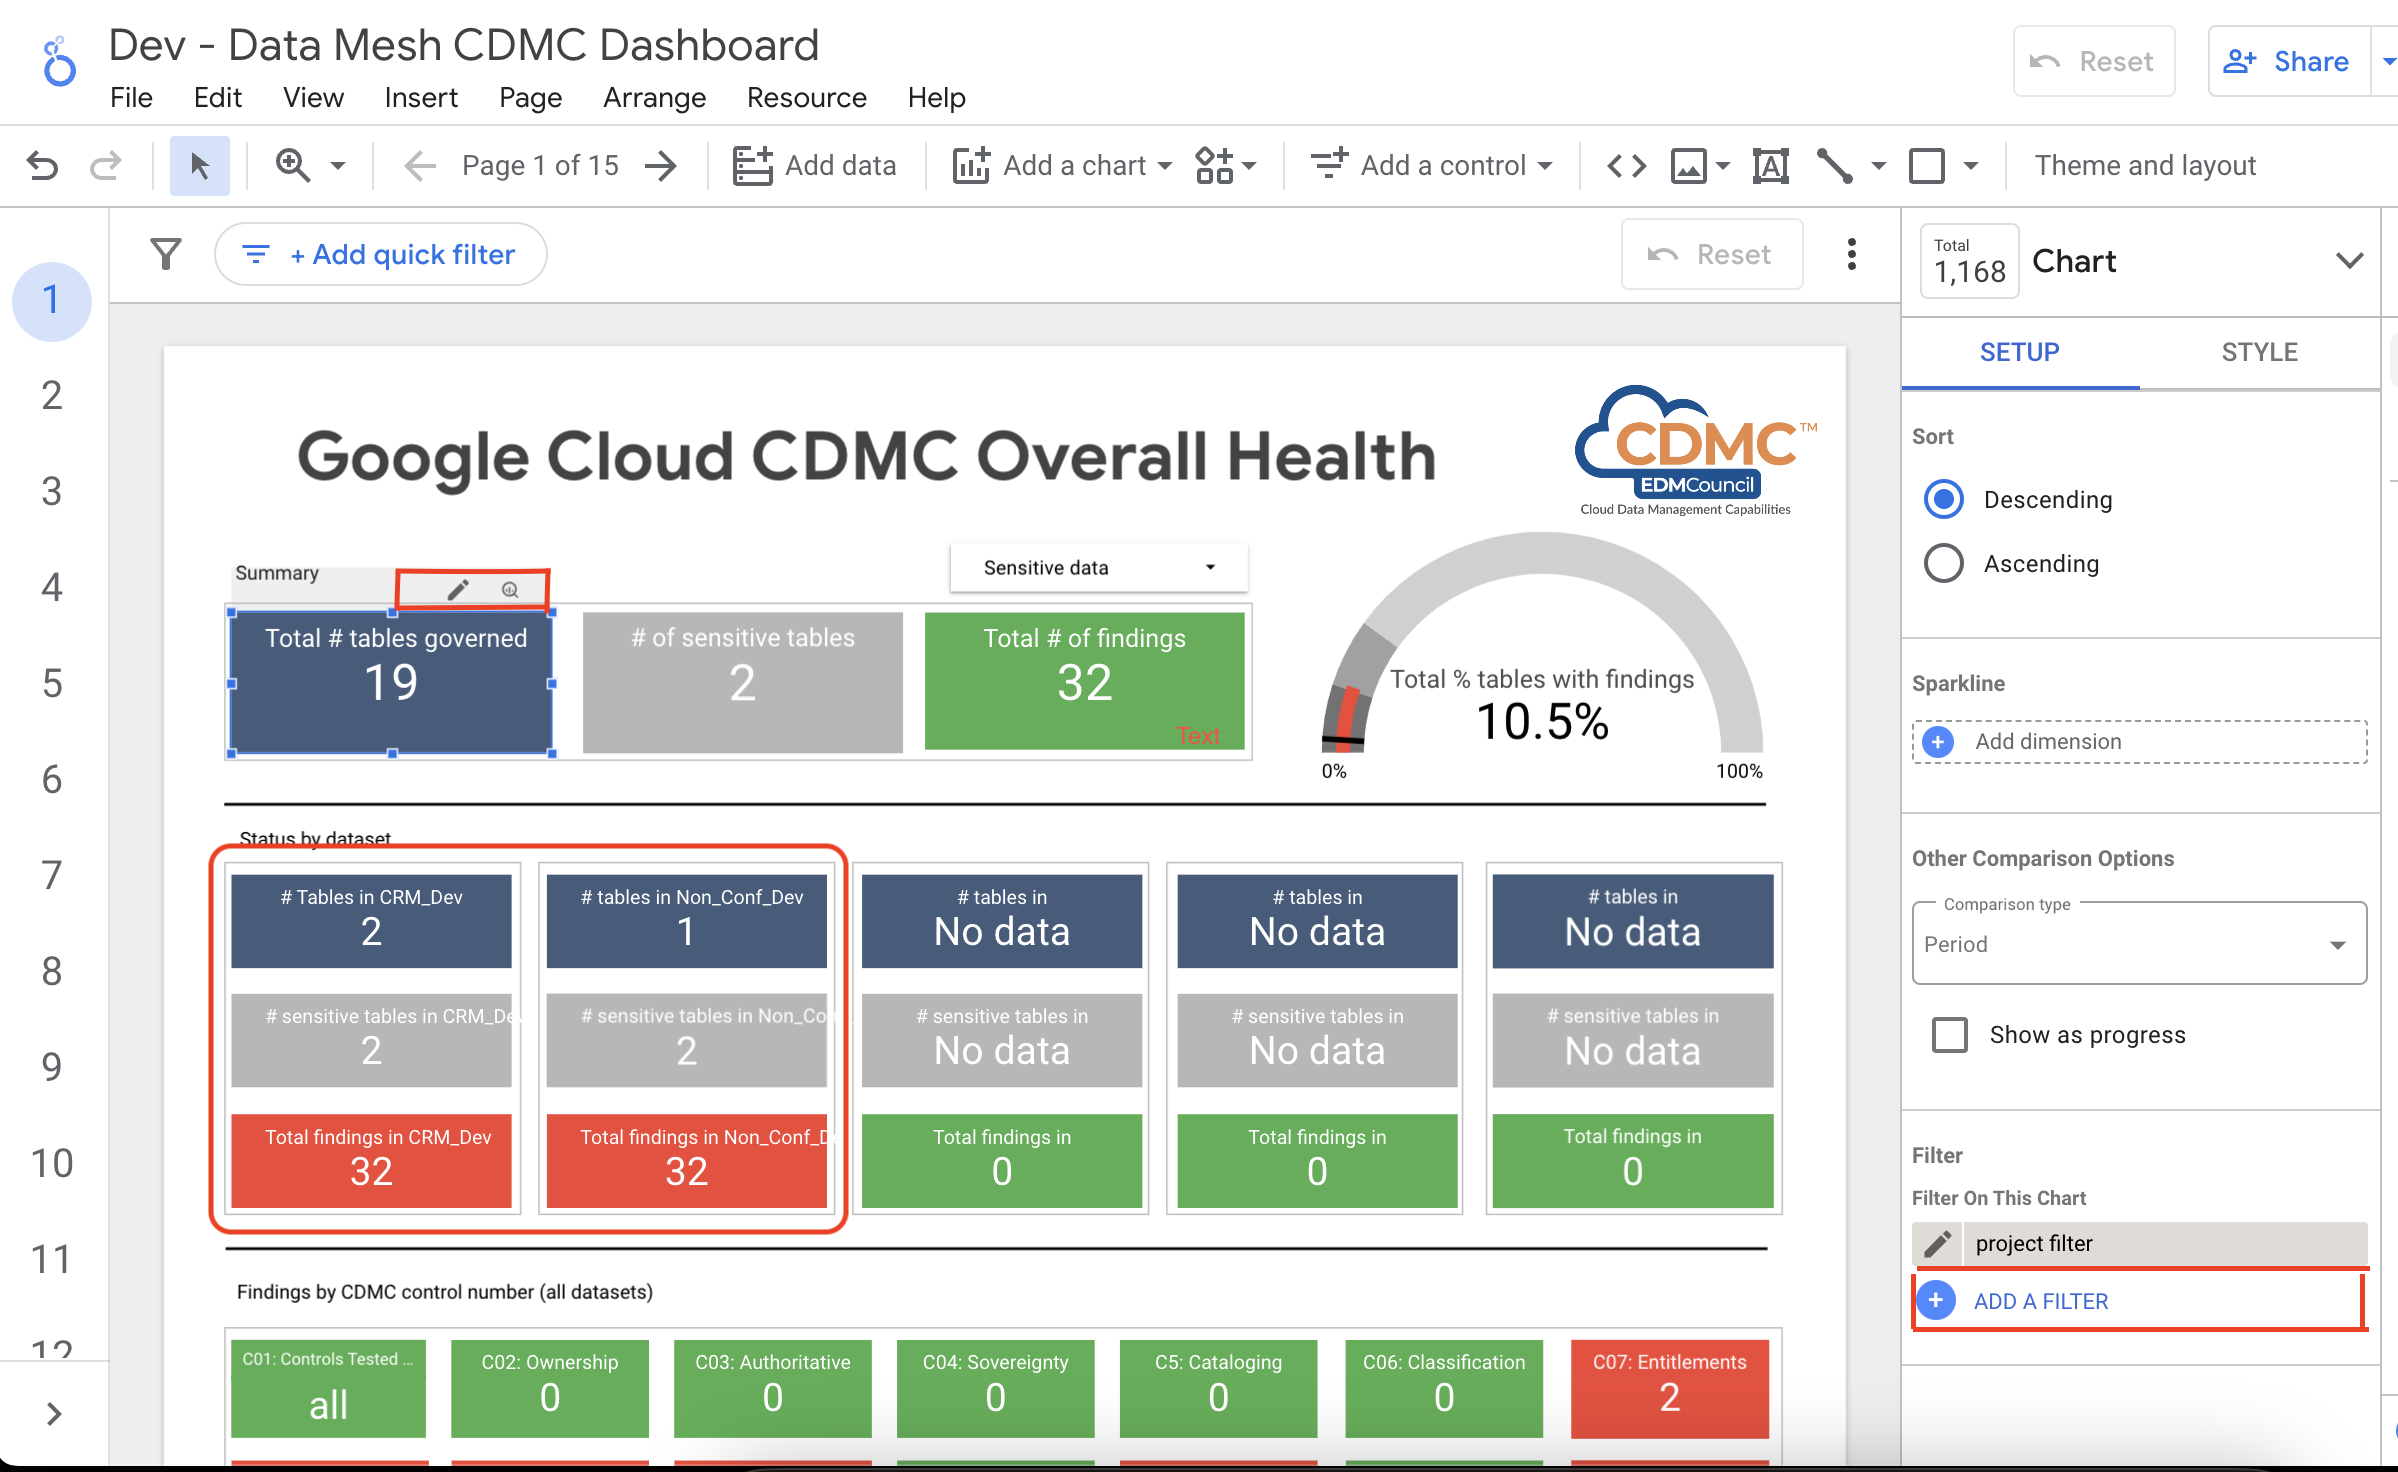 Dev - Data Mesh CDMC Dashboard
File Edit View Insert Page Arrange Resource Help
Reset
Share
Page 1 of 15
Add data
Add a chart
Add a control
Theme and layout
+ Add quick filter
Reset
1
2
3
4
5
6
7
8
9
10
11
12
Google Cloud CDMC Overall Health
CDMC™
EDMCouncil
Cloud Data Management Capabilities
Summary
Sensitive data
Total # tables governed
19
# of sensitive tables
2
Total # of findings
32
Text
Total % tables with findings
10.5%
0%
100%
Status by dataset
# Tables in CRM_Dev
2
# tables in Non_Conf_Dev
1
# tables in
No data
# tables in
No data
# tables in
No data
# sensitive tables in CRM_De
2
# sensitive tables in Non_Con
2
# sensitive tables in
No data
# sensitive tables in
No data
# sensitive tables in
No data
Total findings in CRM_Dev
32
Total findings in Non_Conf_De
32
Total findings in
0
Total findings in
0
Total findings in
0
Findings by CDMC control number (all datasets)
C01: Controls Tested ...
all
C02: Ownership
0
C03: Authoritative
0
C04: Sovereignty
0
C5: Cataloging
0
C06: Classification
0
C07: Entitlements
2
Total
1,168
Chart
SETUP
STYLE
Sort
Descending
Ascending
Sparkline
Add dimension
Other Comparison Options
Comparison type
Period
Show as progress
Filter
Filter On This Chart
project filter
ADD A FILTER